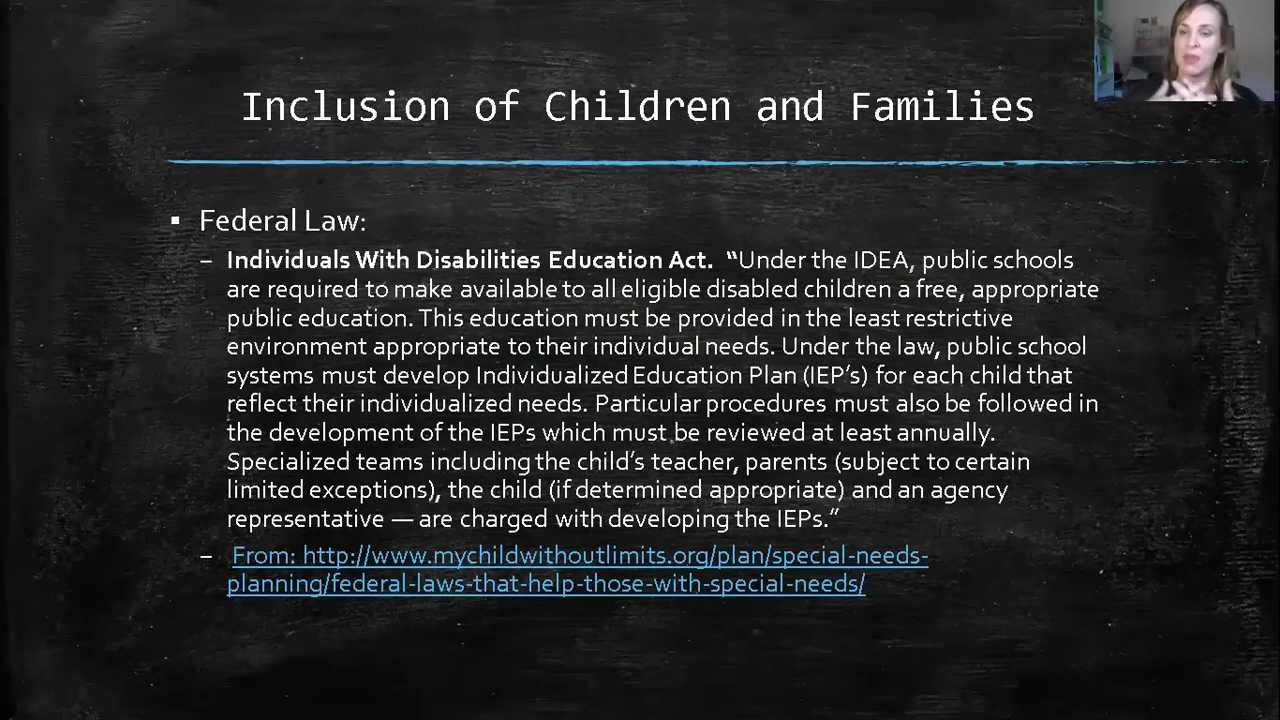 Inclusion of Children and Families
▪ Federal Law:
– Individuals With Disabilities Education Act. “Under the IDEA, public schools
are required to make available to all eligible disabled children a free, appropriate
public education. This education must be provided in the least restrictive
environment appropriate to their individual needs. Under the law, public school
systems must develop Individualized Education Plan (IEP’s) for each child that
reflect their individualized needs. Particular procedures must also be followed in
the development of the IEPs which must be reviewed at least annually.
Specialized teams including the child’s teacher, parents (subject to certain
limited exceptions), the child (if determined appropriate) and an agency
representative — are charged with developing the IEPs.”
– From: http://www.mychildwithoutlimits.org/plan/special-needs-
planning/federal-laws-that-help-those-with-special-needs/